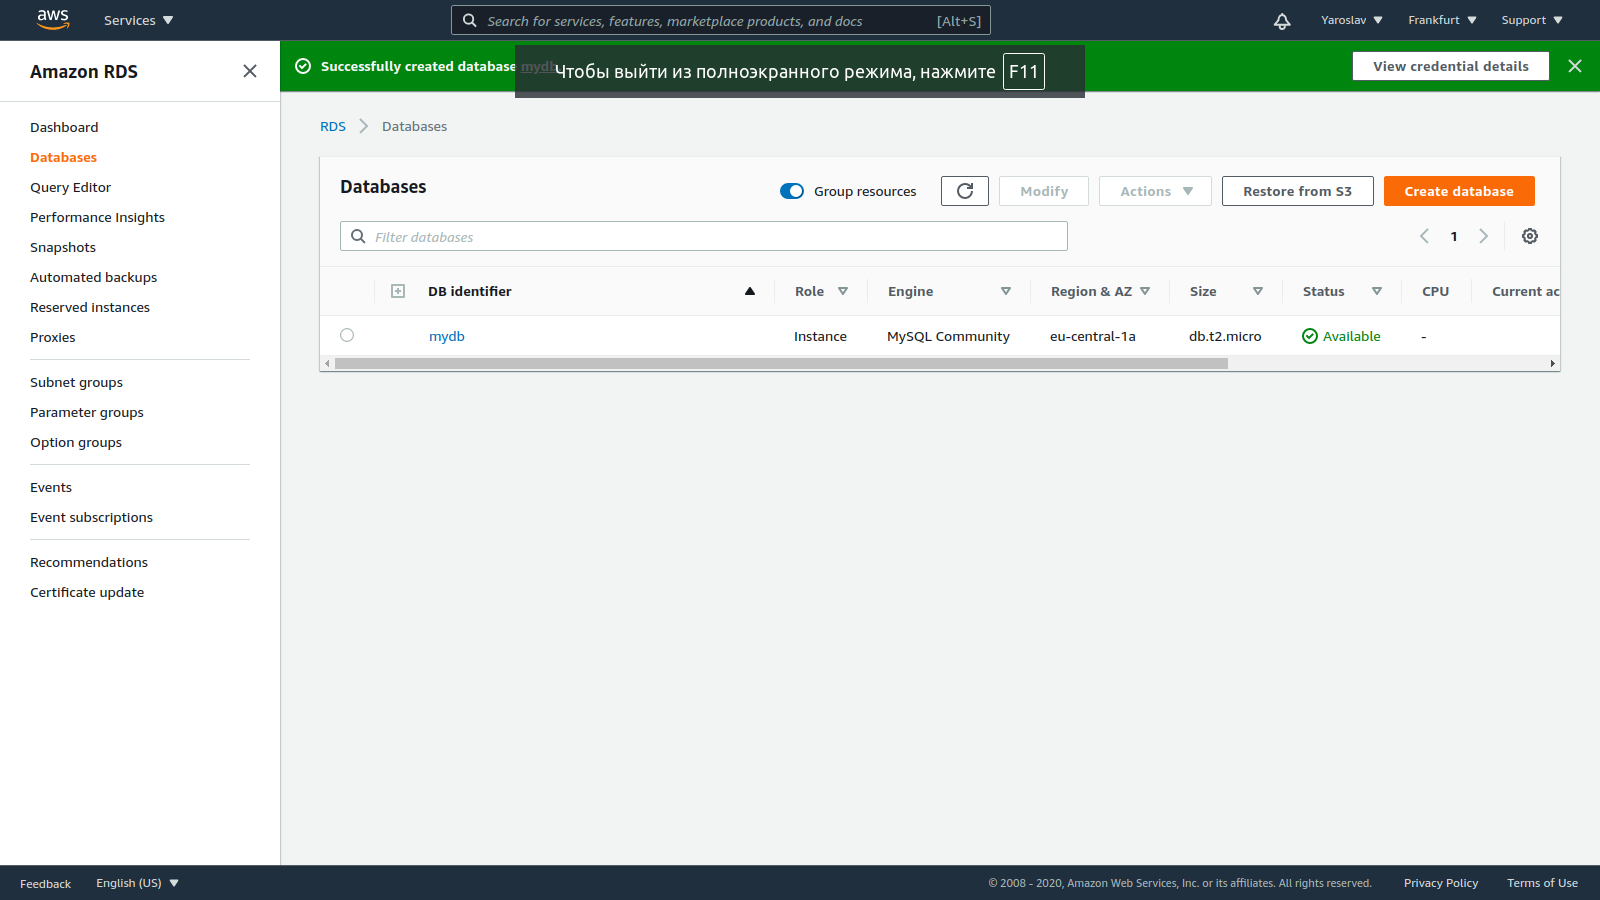 aws
Services
Search for services, features, marketplace products, and docs [Alt+S]
Yaroslav
Frankfurt
Support
Amazon RDS
Successfully created database mydb
Чтобы выйти из полноэкранного режима, нажмите F11
View credential details
Dashboard
Databases
Query Editor
Performance Insights
Snapshots
Automated backups
Reserved instances
Proxies
Subnet groups
Parameter groups
Option groups
Events
Event subscriptions
Recommendations
Certificate update
RDS Databases
Databases
Group resources
Modify
Actions
Restore from S3
Create database
Filter databases
1
DB identifier Role Engine Region & AZ Size Status CPU Current ac
mydb Instance MySQL Community eu-central-1a db.t2.micro Available -
Feedback
English (US)
© 2008 - 2020, Amazon Web Services, Inc. or its affiliates. All rights reserved.
Privacy Policy
Terms of Use